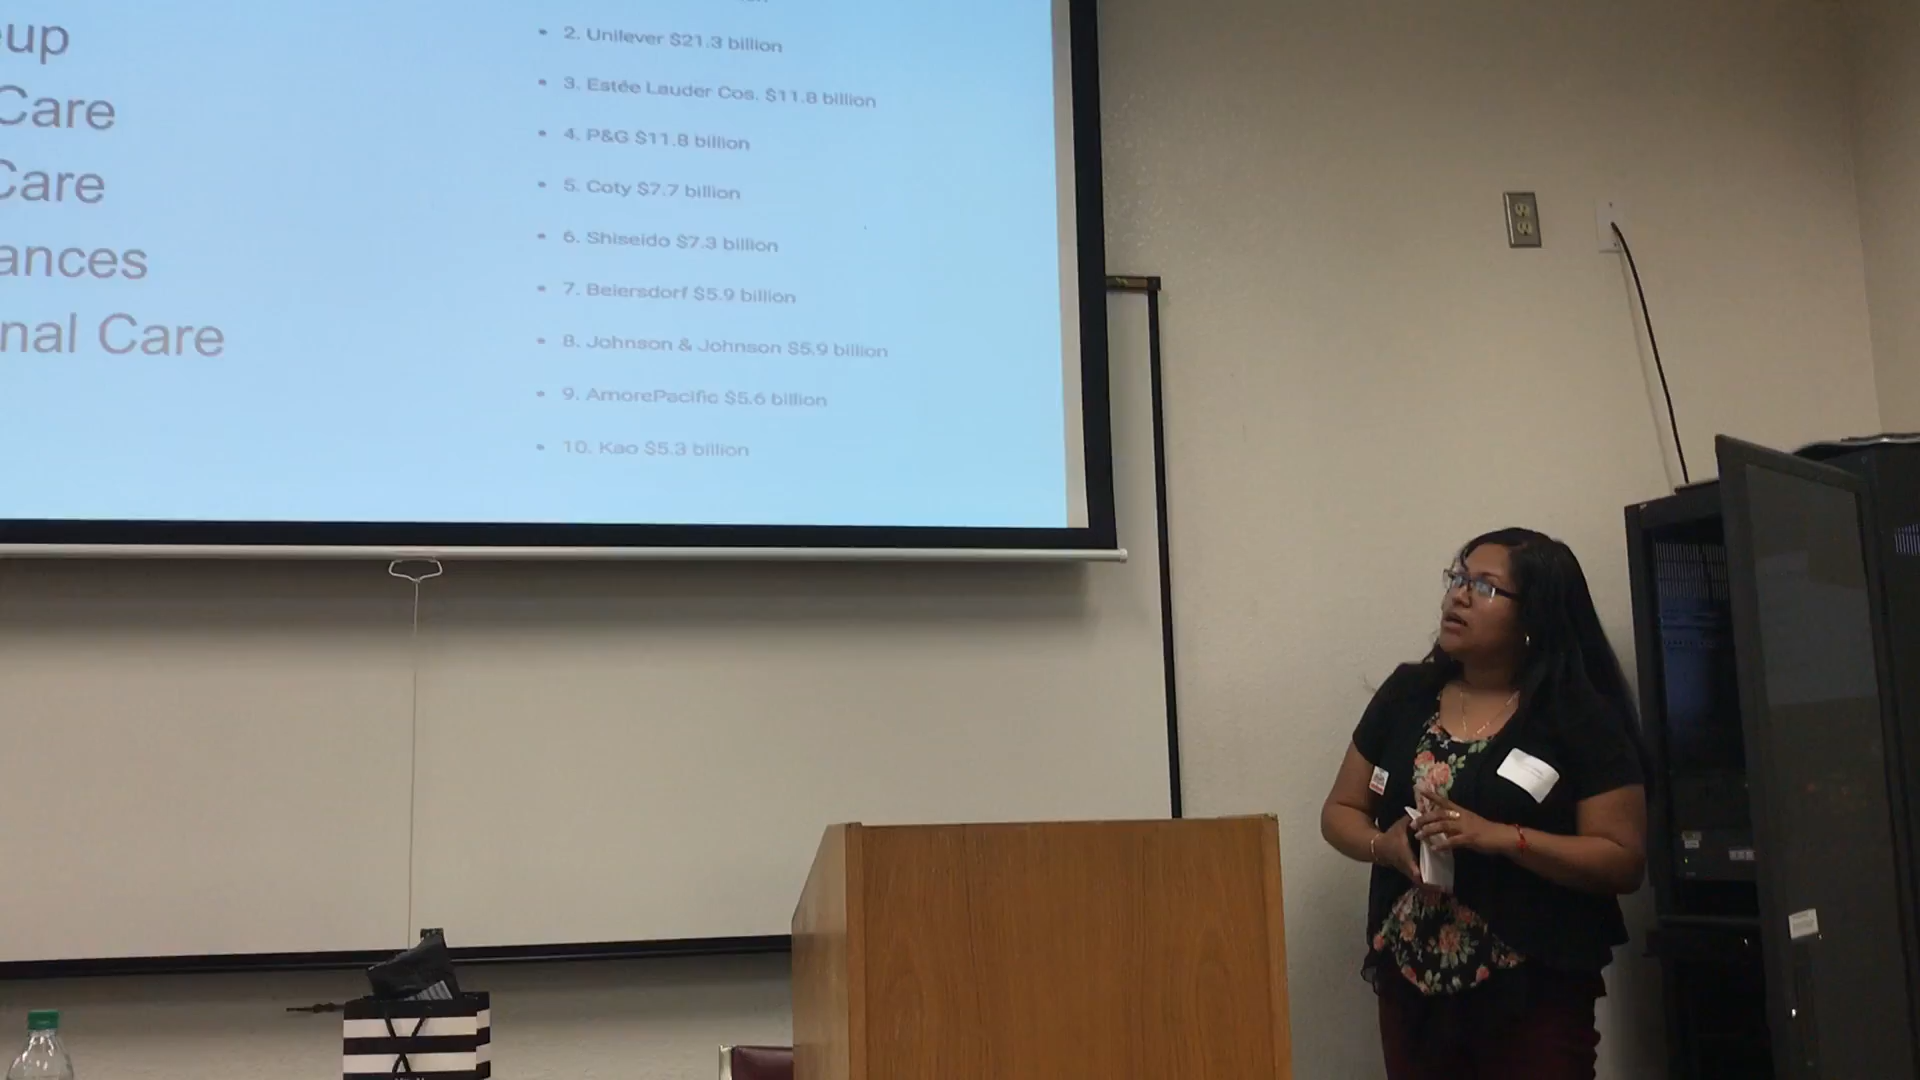 up
Care
Care
ances
nal Care
2. Unilever $21.3 billion
3. Estée Lauder Cos. $11.8 billion
4. P&G $11.8 billion
5. Coty $7.7 billion
6. Shiseido $7.3 billion
7. Beiersdorf $5.9 billion
8. Johnson & Johnson $5.9 billion
9. AmorePacific $5.6 billion
10. Kao $5.3 billion